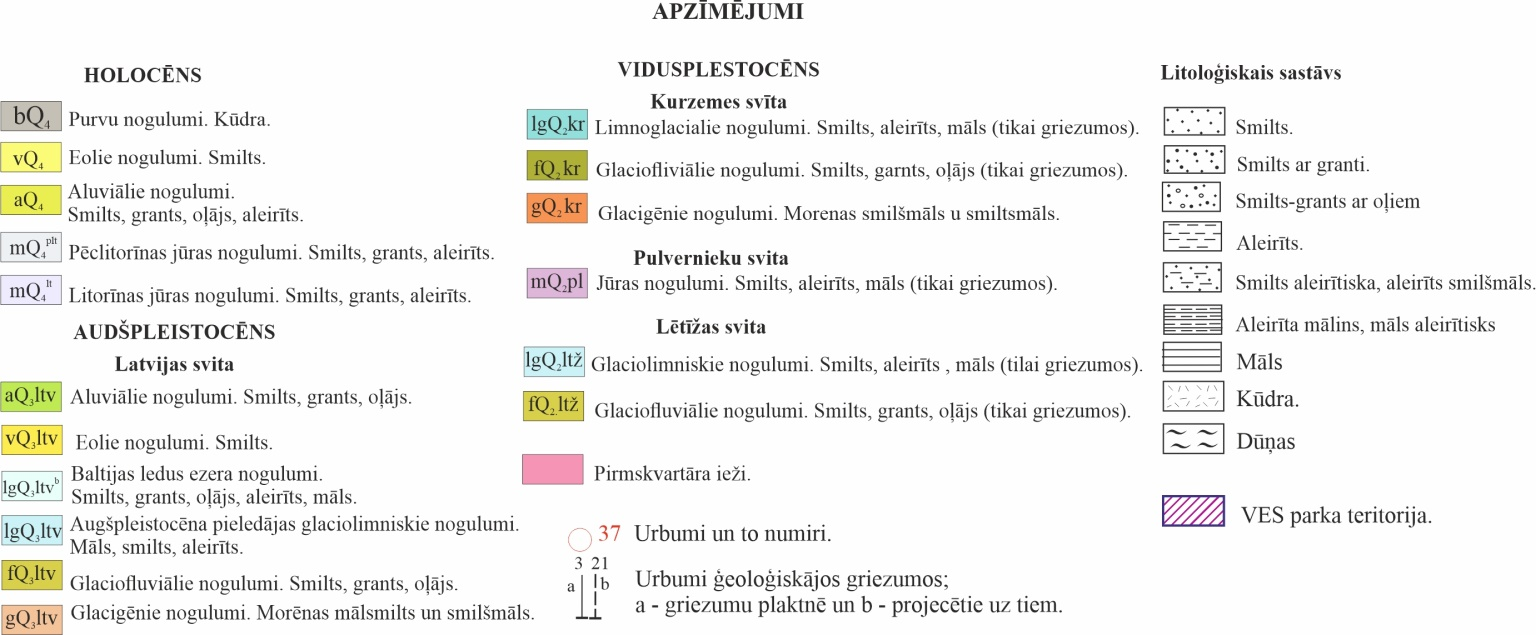 APZĪMĒJUMI
HOLOCĒNS
bQ4 Purvu nogulumi. Kūdra.
vQ4 Eolie nogulumi. Smilts.
aQ4 Aluviālie nogulumi.
Smilts, grants, oļājs, aleirīts.
mQ4plt Pēclitorīnas jūras nogulumi. Smilts, grants, aleirīts.
mQ4lt Litorīnas jūras nogulumi. Smilts, grants, aleirīts.
AUDŠPLEISTOCĒNS
Latvijas svita
aQ3ltv Aluviālie nogulumi. Smilts, grants, oļājs.
vQ3ltv Eolie nogulumi. Smilts.
lgQ3ltvb Baltijas ledus ezera nogulumi.
Smilts, grants, oļājs, aleirīts, māls.
lgQ3ltv Augšpleistocēna pieledājas glaciolimniskie nogulumi.
Māls, smilts, aleirīts.
fQ3ltv Glaciofluviālie nogulumi. Smilts, grants, oļājs.
gQ3ltv Glacigēnie nogulumi. Morēnas mālsmilts un smilšmāls.
VIDUSPLESTOCĒNS
Kurzemes svīta
lgQ2kr Limnoglacialie nogulumi. Smilts, aleirīts, māls (tikai griezumos).
fQ2kr Glaciofliviālie nogulumi. Smilts, garnts, oļājs (tikai griezumos).
gQ2kr Glacigēnie nogulumi. Morenas smilšmāls u smiltsmāls.
Pulvernieku svita
mQ2pl Jūras nogulumi. Smilts, aleirīts, māls (tikai griezumos).
Lētīžas svita
lgQ2ltž Glaciolimniskie nogulumi. Smilts, aleirīts , māls (tilai griezumos).
fQ2.ltž Glaciofluviālie nogulumi. Smilts, grants, oļājs (tikai griezumos).
Pirmskvartāra ieži.
37 Urbumi un to numiri.
3 21
a b
Urbumi ģeoloģiskājos griezumos;
a - griezumu plaktnē un b - projecētie uz tiem.
Litoloģiskais sastāvs
Smilts.
Smilts ar granti.
Smilts-grants ar oļiem
Aleirīts.
Smilts aleirītiska, aleirīts smilšmāls.
Aleirīta mālins, māls aleirītisks
Māls
Kūdra.
Dūņas
VES parka teritorija.